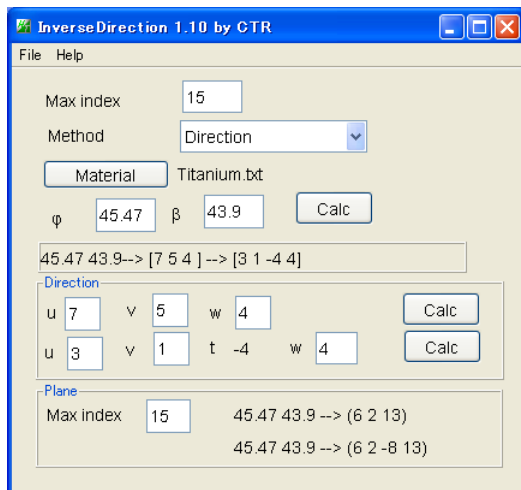 InverseDirection 1.10 by CTR
File Help
Max index 15
Method Direction
Material Titanium.txt
φ 45.47 β 43.9 Calc
45.47 43.9--> [7 5 4 ] --> [3 1 -4 4]
Direction
u 7 v 5 w 4 Calc
u 3 v 1 t -4 w 4 Calc
Plane
Max index 15 45.47 43.9 --> (6 2 13)
45.47 43.9 --> (6 2 -8 13)